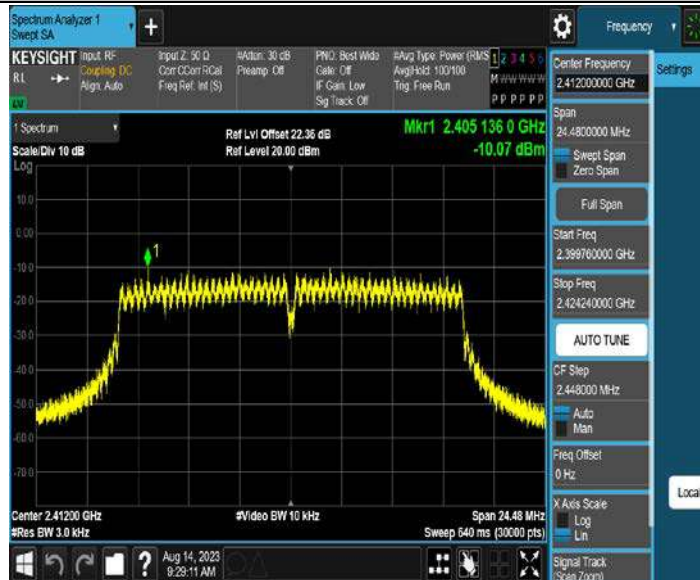 Spectrum Analyzer 1
Swept SA
+
Frequency
KEYSIGHT
RL
Input: RF
Coupling: DC
Align: Auto
Input Z: 50 Ω
Corr CCorr RCal
Freq Ref: Int (S)
#Atten: 30 dB
Preamp: Off
PNO: Best Wide
Gate: Off
IF Gain: Low
Sig Track: Off
#Avg Type: Power (RMS
Avg|Hold: 100/100
Trig: Free Run
1 2 3 4 5 6
M W W W W W
P P P P P P
1 Spectrum
Scale/Div 10 dB
Log
Ref Lvl Offset 22.36 dB
Ref Level 20.00 dBm
Mkr1 2.405 136 0 GHz
-10.07 dBm
10.0
0.00
-10.0
-20.0
-30.0
-40.0
-50.0
-60.0
-70.0
1
Center 2.41200 GHz
#Res BW 3.0 kHz
#Video BW 10 kHz
Span 24.48 MHz
Sweep 640 ms (30000 pts)
Aug 14, 2023
9:29:11 AM
?
Center Frequency
2.412000000 GHz
Settings
Span
24.4800000 MHz
Swept Span
Zero Span
Full Span
Start Freq
2.399760000 GHz
Stop Freq
2.424240000 GHz
AUTO TUNE
CF Step
2.448000 MHz
Auto
Man
Freq Offset
0 Hz
X Axis Scale
Log
Lin
Local
Signal Track
(Span Zoom)